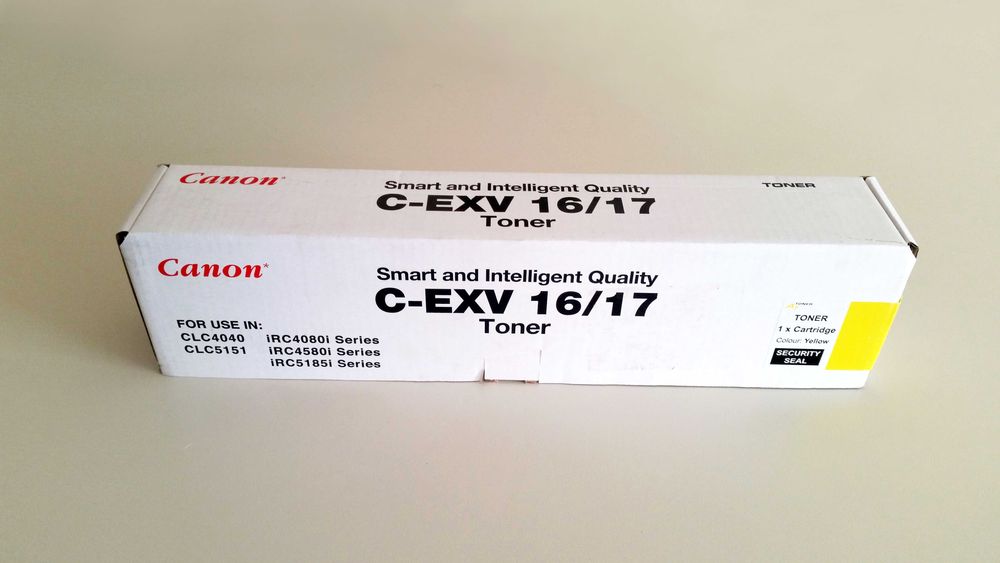 Canon
Smart and Intelligent Quality
C-EXV 16/17
Toner
TONER
Canon
Smart and Intelligent Quality
C-EXV 16/17
Toner
FOR USE IN:
CLC4040 iRC4080i Series
CLC5151 iRC4580i Series
iRC5185i Series
TONER
TONER
1 x Cartridge
Colour: Yellow
SECURITY
SEAL